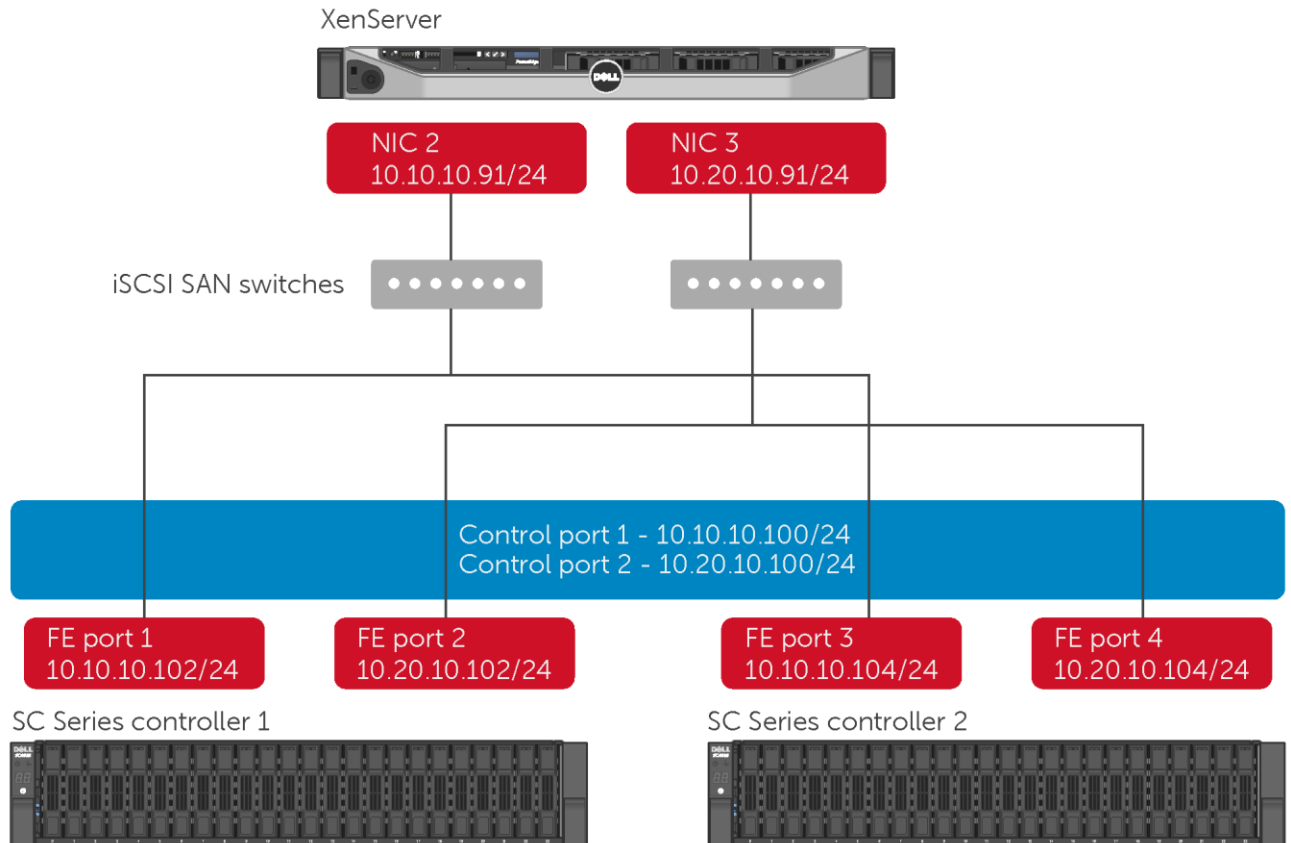 XenServer
DELL
NIC 2
10.10.10.91/24
NIC 3
10.20.10.91/24
iSCSI SAN switches
Control port 1 - 10.10.10.100/24
Control port 2 - 10.20.10.100/24
FE port 1
10.10.10.102/24
FE port 2
10.20.10.102/24
FE port 3
10.10.10.104/24
FE port 4
10.20.10.104/24
SC Series controller 1
SC Series controller 2
DELL
DELL